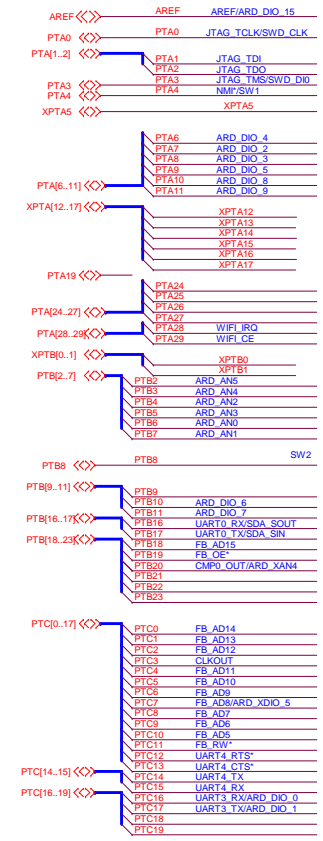 AREF AREF AREF/ARD_DIO_15
PTA0 PTA0 JTAG_TCLK/SWD_CLK
PTA[1..2]
PTA1 JTAG_TDI
PTA2 JTAG_TDO
PTA3 PTA3 JTAG_TMS/SWD_DI0
PTA4 PTA4 NMI*/SW1
XPTA5 XPTA5
PTA6 ARD_DIO_4
PTA7 ARD_DIO_2
PTA8 ARD_DIO_3
PTA9 ARD_DIO_5
PTA[6..11] PTA10 ARD_DIO_8
PTA11 ARD_DIO_9
XPTA[12..17]
XPTA12
XPTA13
XPTA14
XPTA15
XPTA16
XPTA17
PTA19
PTA24
PTA25
PTA26
PTA[24..27]
PTA27
PTA28 WIFI_IRQ
PTA[28..29]
PTA29 WIFI_CE
XPTB[0..1] XPTB0
XPTB1
PTB[2..7] PTB2 ARD_AN5
PTB3 ARD_AN4
PTB4 ARD_AN2
PTB5 ARD_AN3
PTB6 ARD_AN0
PTB7 ARD_AN1
SW2
PTB8 PTB8
PTB[9..11]
PTB9
PTB10 ARD_DIO_6
PTB11 ARD_DIO_7
PTB[16..17] PTB16 UART0_RX/SDA_SOUT
PTB17 UART0_TX/SDA_SIN
PTB[18..23] PTB18 FB_AD15
PTB19 FB_OE*
PTB20 CMP0_OUT/ARD_XAN4
PTB21
PTB22
PTB23
PTC[0..17]
PTC0 FB_AD14
PTC1 FB_AD13
PTC2 FB_AD12
PTC3 CLKOUT
PTC4 FB_AD11
PTC5 FB_AD10
PTC6 FB_AD9
PTC7 FB_AD8/ARD_XDIO_5
PTC8 FB_AD7
PTC9 FB_AD6
PTC10 FB_AD5
PTC11 FB_RW*
PTC12 UART4_RTS*
PTC13 UART4_CTS*
PTC[14..15] PTC14 UART4_TX
PTC15 UART4_RX
PTC[16..19] PTC16 UART3_RX/ARD_DIO_0
PTC17 UART3_TX/ARD_DIO_1
PTC18
PTC19